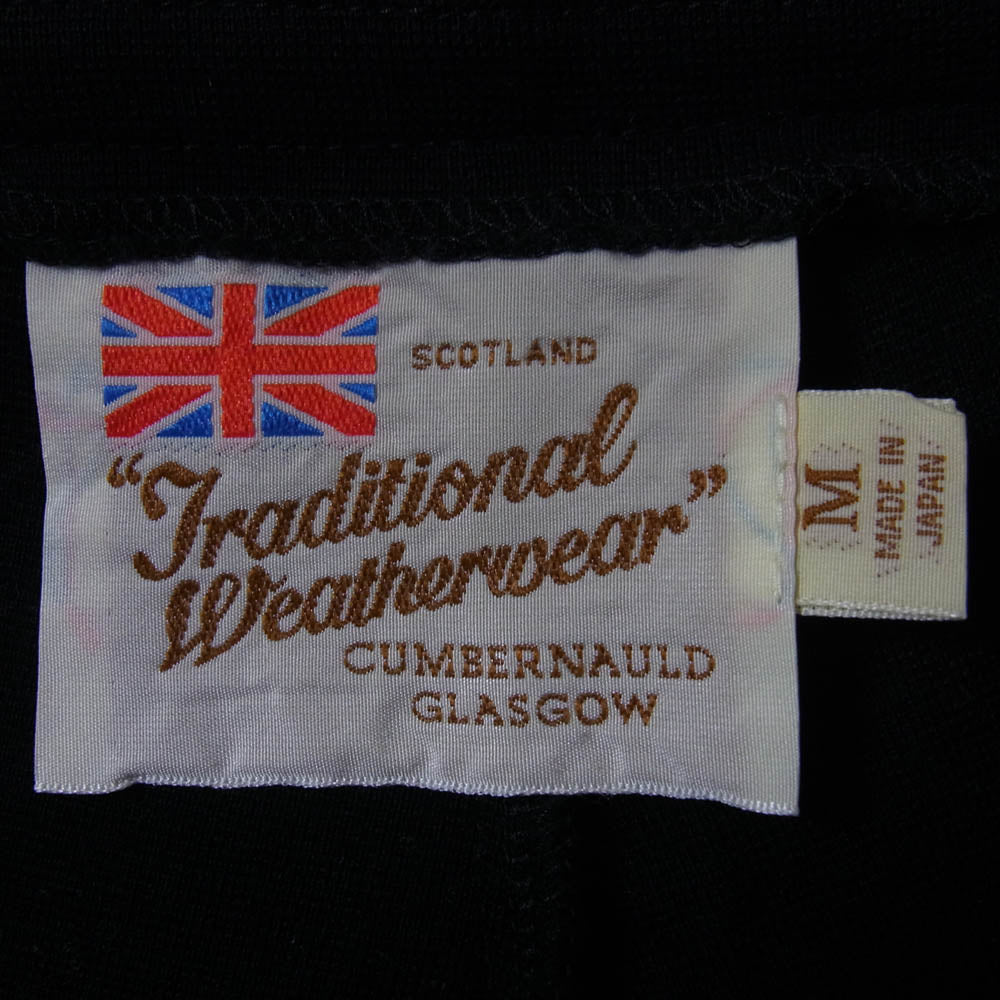 SCOTLAND
“Traditional
Weatherwear”
CUMBERNAULD
GLASGOW
M
MADE IN
JAPAN